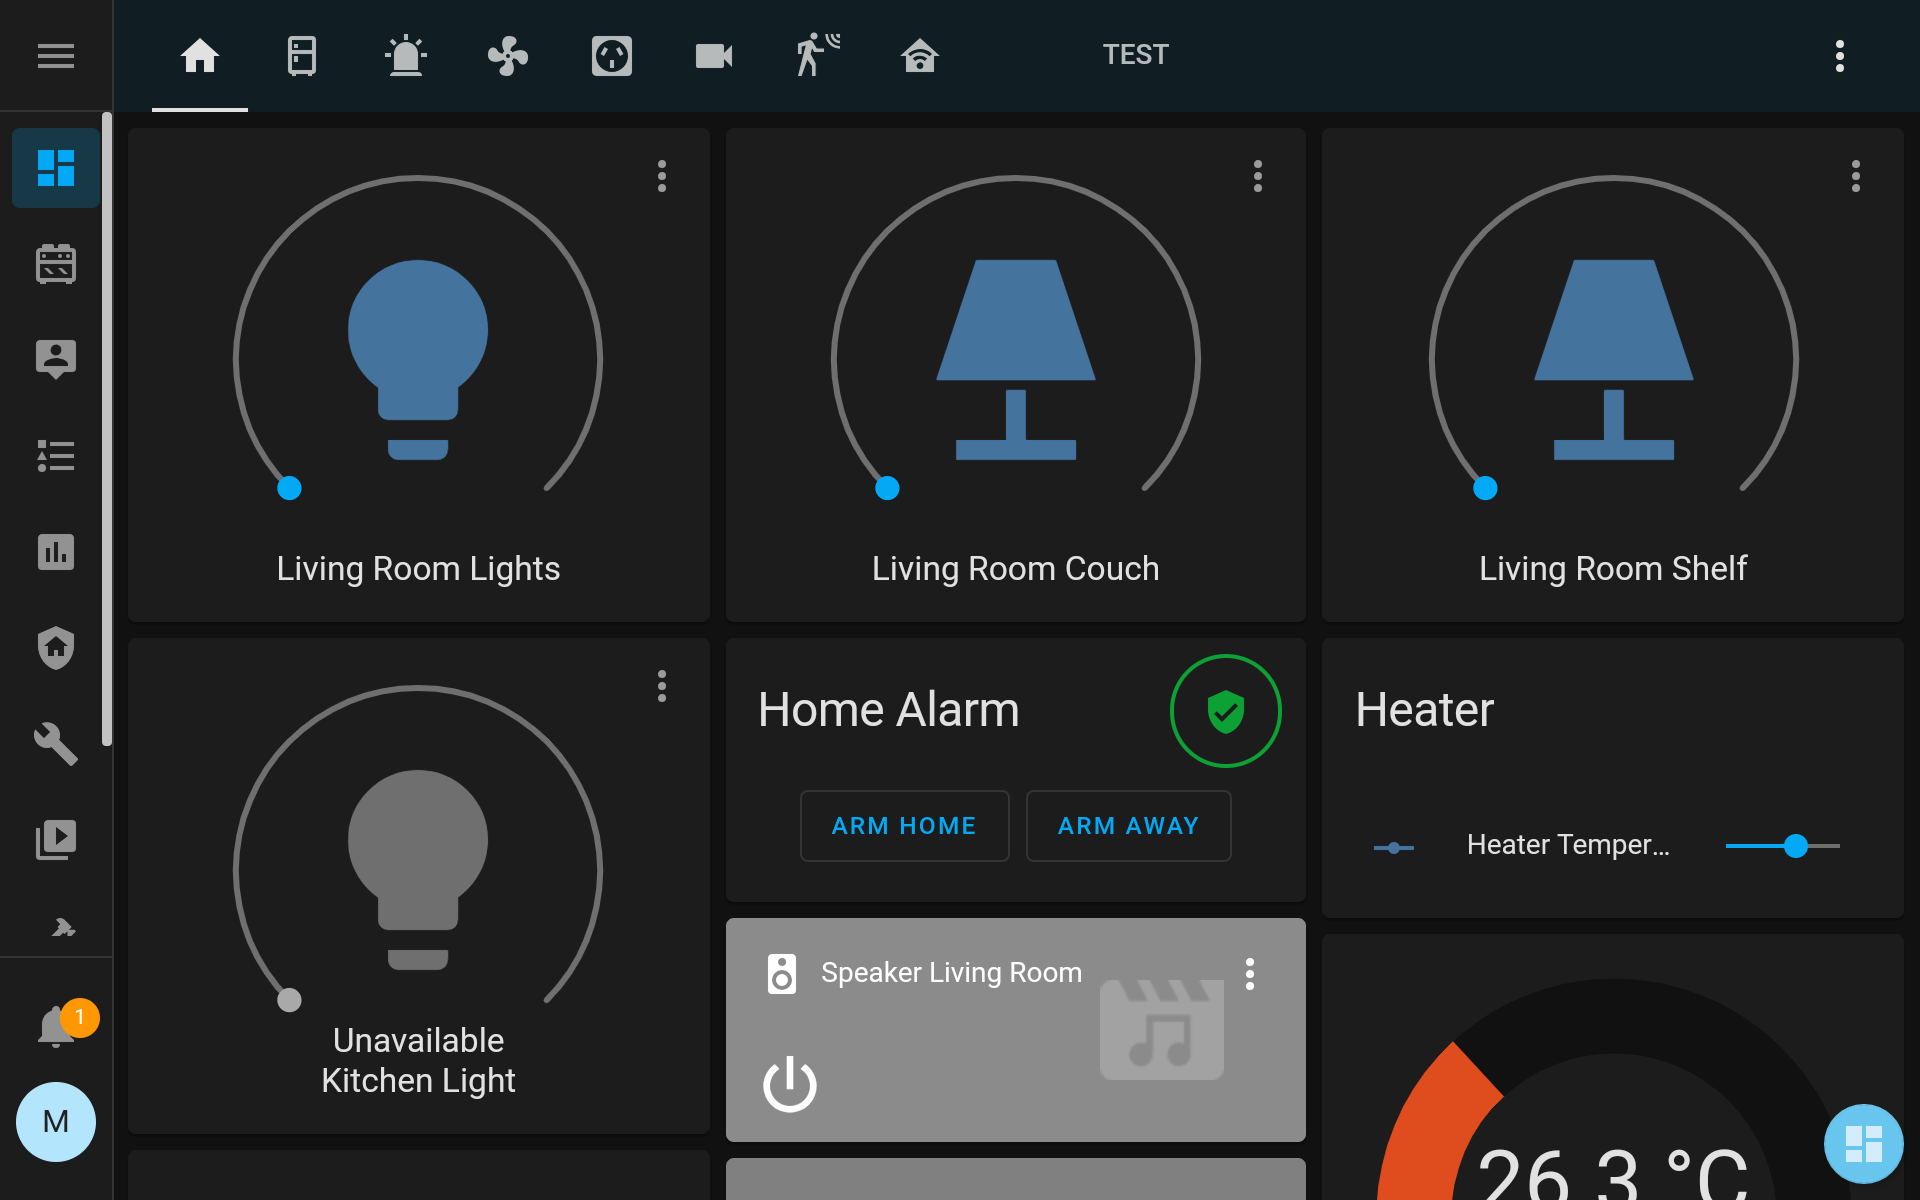 TEST
Living Room Lights
Living Room Couch
Living Room Shelf
Unavailable
Kitchen Light
Home Alarm
ARM HOME
ARM AWAY
Heater
Heater Temper...
Speaker Living Room
26.3 °C
1
M